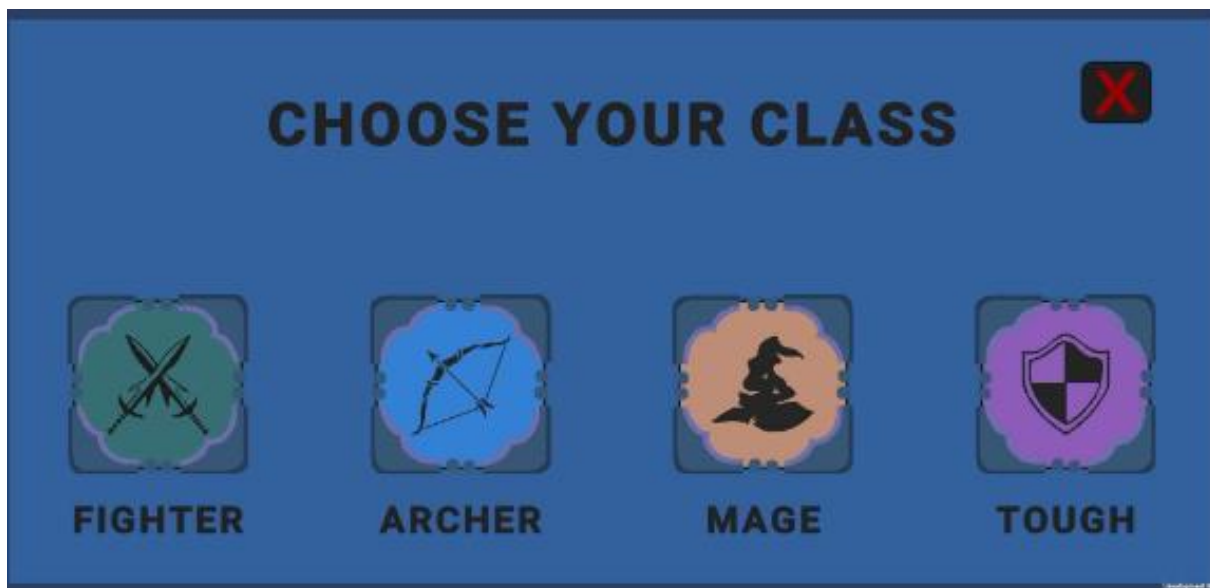 CHOOSE YOUR CLASS
X
FIGHTER
ARCHER
MAGE
TOUGH